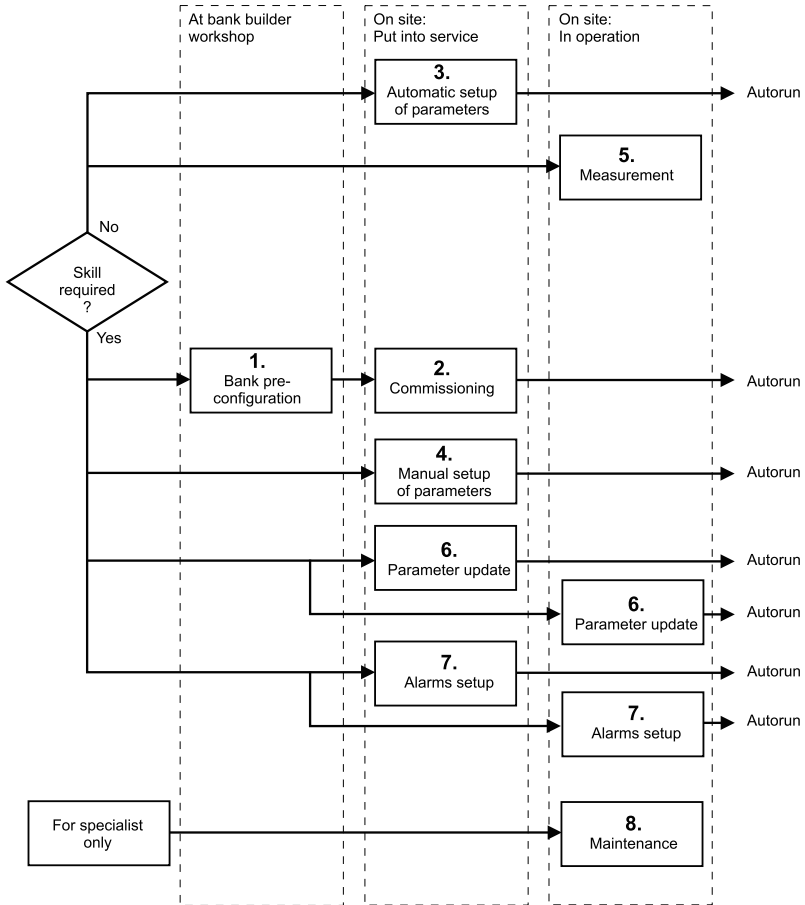 At bank builder
workshop
On site:
Put into service
On site:
In operation
3.
Automatic setup
of parameters
Autorun
5.
Measurement
No
Skill
required
?
Yes
1.
Bank pre-
configuration
2.
Commissioning
Autorun
4.
Manual setup
of parameters
Autorun
6.
Parameter update
Autorun
6.
Parameter update
Autorun
7.
Alarms setup
Autorun
7.
Alarms setup
Autorun
For specialist
only
8.
Maintenance